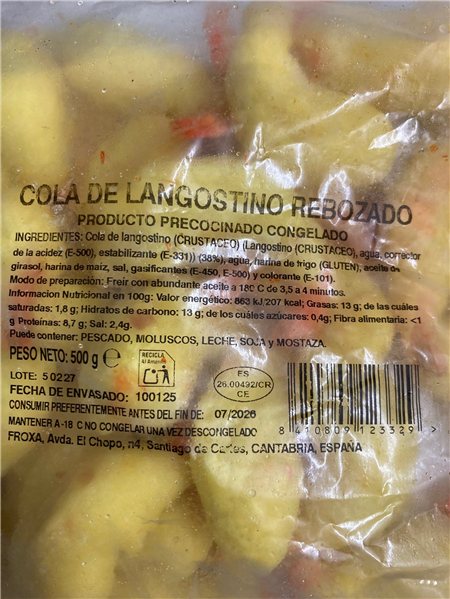 COLA DE LANGOSTINO REBOZADO
PRODUCTO PRECOCINADO CONGELADO
INGREDIENTES: Cola de langostino (CRUSTACEO) (Langostino (CRUSTACEO), agua, corrector
de la acidez (E-500), estabilizante (E-331)) (38%), agua, harina de trigo (GLUTEN), aceite de
girasol, harina de maíz, sal, gasificantes (E-450, E-500) y colorante (E-101).
Modo de preparación: Freir con abundante aceite a 180 C de 3,5 a 4 minutos.
Informacion Nutricional en 100g: Valor energético: 863 kJ/207 kcal; Grasas: 13 g; de las cuales
saturadas: 1,8 g; Hidratos de carbono: 13 g; de los cuales azúcares: 0,4g; Fibra alimentaria: <1
g Proteínas: 8,7 g; Sal: 2,4g.
Puede contener: PESCADO, MOLUSCOS, LECHE, SOJA y MOSTAZA.
PESO NETO: 500 g e
RECICLA
Al Amarillo
ES
26.00492/CR
CE
LOTE: 50227
FECHA DE ENVASADO: 100125
CONSUMIR PREFERENTEMENTE ANTES DEL FIN DE: 07/2026
MANTENER A -18 C NO CONGELAR UNA VEZ DESCONGELADO
8 410809 123329 >
FROXA, Avda. El Chopo, n4, Santiago de Cartes, CANTABRIA, ESPAÑA